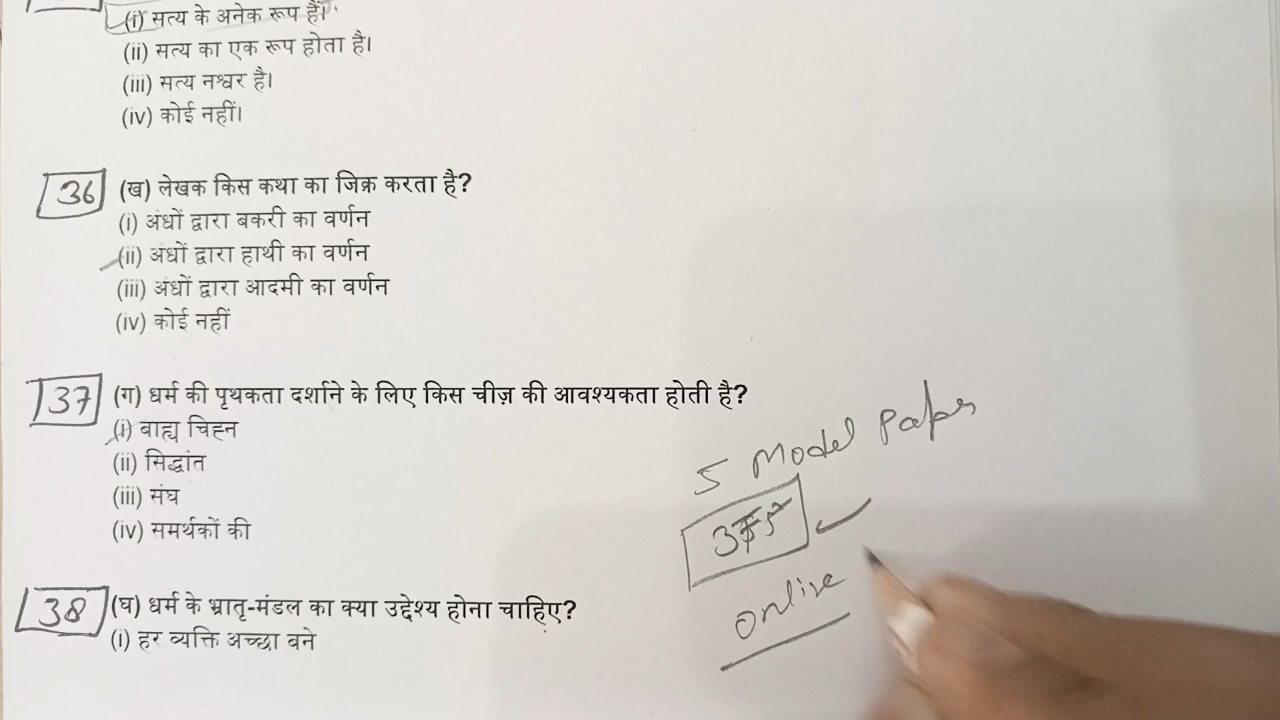 (i) सत्य के अनेक रूप हैं।
(ii) सत्य का एक रूप होता है।
(iii) सत्य नश्वर है।
(iv) कोई नहीं।
36 (ख) लेखक किस कथा का जिक्र करता है?
(i) अंधों द्वारा बकरी का वर्णन
(ii) अंधों द्वारा हाथी का वर्णन
(iii) अंधों द्वारा आदमी का वर्णन
(iv) कोई नहीं
37 (ग) धर्म की पृथकता दर्शाने के लिए किस चीज़ की आवश्यकता होती है?
(i) बाह्य चिह्न
(ii) सिद्धांत
(iii) संघ
(iv) समर्थकों की
5 Model Paper
online
38 (घ) धर्म के भ्रातृ-मंडल का क्या उद्देश्य होना चाहिए?
(i) हर व्यक्ति अच्छा बने